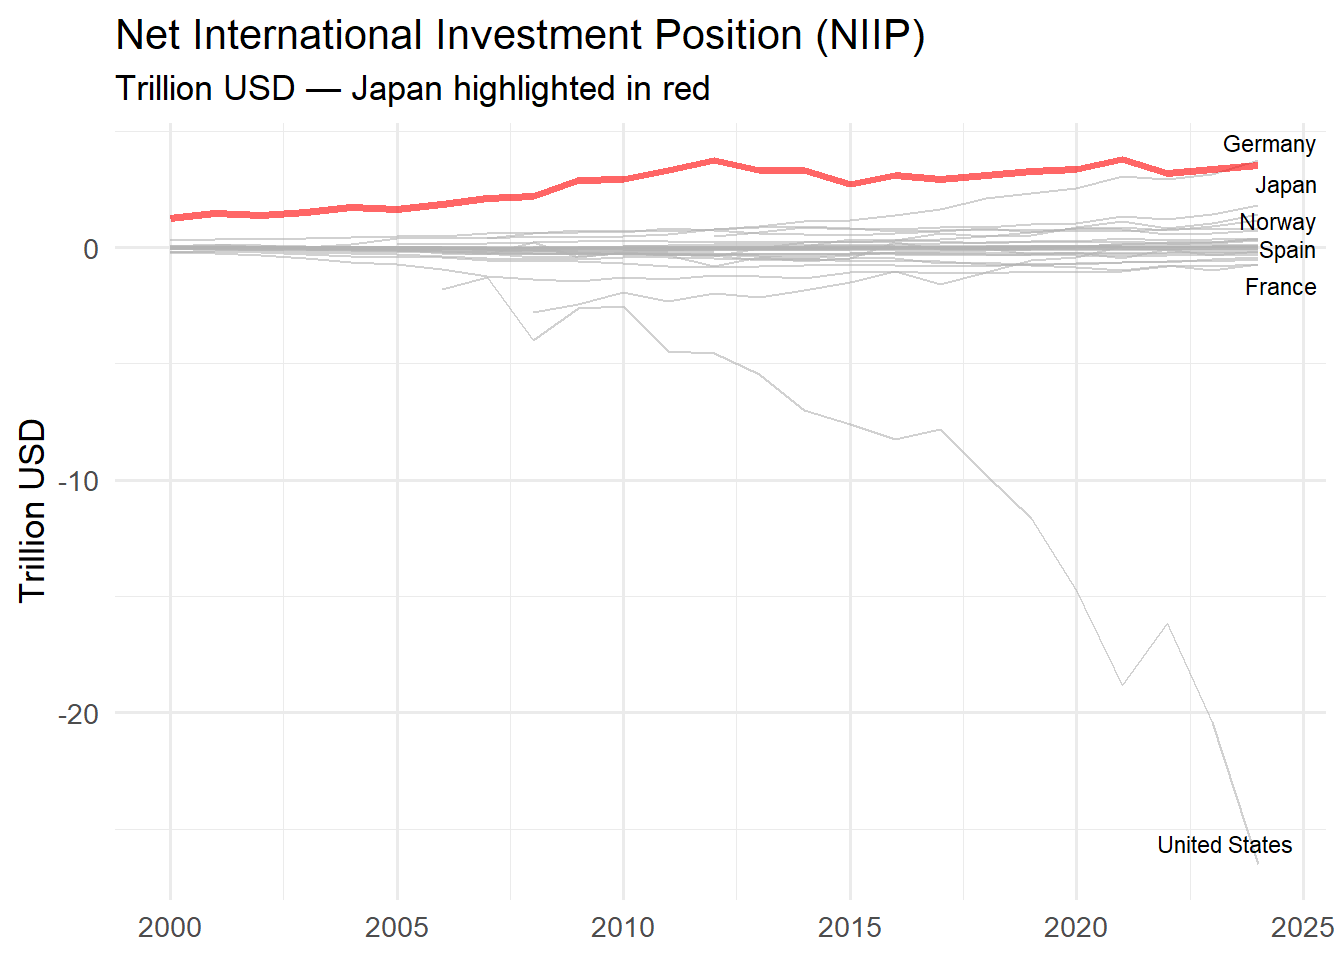 Net International Investment Position (NIIP)
Trillion USD — Japan highlighted in red
Trillion USD
0
-10
-20
Germany
Japan
Norway
Spain
France
United States
2000
2005
2010
2015
2020
2025